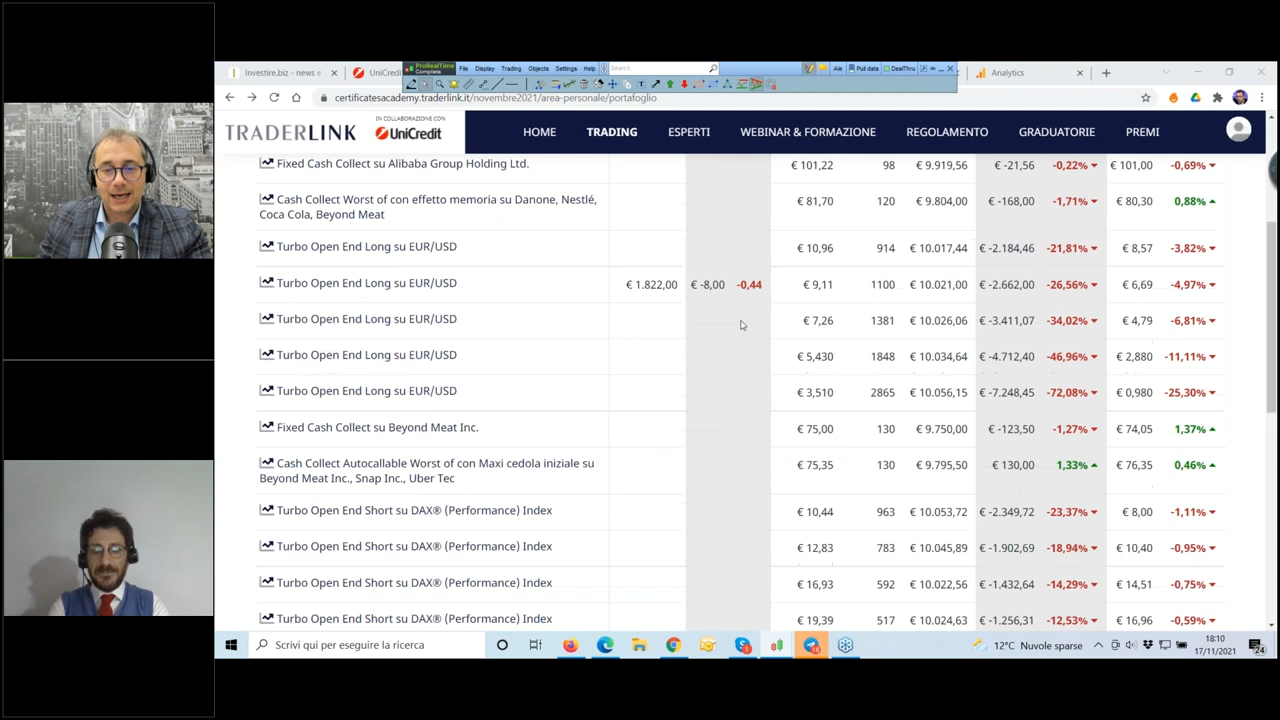 Investire.biz - news e
UniCredi
Analytics
ProRealTime
Complete
File Display Trading Objects Settings Help
Search
Ale
Pull data
DealThru
certificatesacademy.traderlink.it/novembre2021/area-personale/portafoglio
TRADERLINK
IN COLLABORAZIONE CON
UniCredit
HOME TRADING ESPERTI WEBINAR & FORMAZIONE REGOLAMENTO GRADUATORIE PREMI
Fixed Cash Collect su Alibaba Group Holding Ltd. € 101,22 98 € 9.919,56 € -21,56 -0,22% € 101,00 -0,69%
Cash Collect Worst of con effetto memoria su Danone, Nestlé,
Coca Cola, Beyond Meat € 81,70 120 € 9.804,00 € -168,00 -1,71% € 80,30 0,88%
Turbo Open End Long su EUR/USD € 10,96 914 € 10.017,44 € -2.184,46 -21,81% € 8,57 -3,82%
Turbo Open End Long su EUR/USD € 1.822,00 € -8,00 -0,44 € 9,11 1100 € 10.021,00 € -2.662,00 -26,56% € 6,69 -4,97%
Turbo Open End Long su EUR/USD € 7,26 1381 € 10.026,06 € -3.411,07 -34,02% € 4,79 -6,81%
Turbo Open End Long su EUR/USD € 5,430 1848 € 10.034,64 € -4.712,40 -46,96% € 2,880 -11,11%
Turbo Open End Long su EUR/USD € 3,510 2865 € 10.056,15 € -7.248,45 -72,08% € 0,980 -25,30%
Fixed Cash Collect su Beyond Meat Inc. € 75,00 130 € 9.750,00 € -123,50 -1,27% € 74,05 1,37%
Cash Collect Autocallable Worst of con Maxi cedola iniziale su
Beyond Meat Inc., Snap Inc., Uber Tec € 75,35 130 € 9.795,50 € 130,00 1,33% € 76,35 0,46%
Turbo Open End Short su DAX® (Performance) Index € 10,44 963 € 10.053,72 € -2.349,72 -23,37% € 8,00 -1,11%
Turbo Open End Short su DAX® (Performance) Index € 12,83 783 € 10.045,89 € -1.902,69 -18,94% € 10,40 -0,95%
Turbo Open End Short su DAX® (Performance) Index € 16,93 592 € 10.022,56 € -1.432,64 -14,29% € 14,51 -0,75%
Turbo Open End Short su DAX® (Performance) Index € 19,39 517 € 10.024,63 € -1.256,31 -12,53% € 16,96 -0,59%
Scrivi qui per eseguire la ricerca
12°C Nuvole sparse
18:10
17/11/2021
24